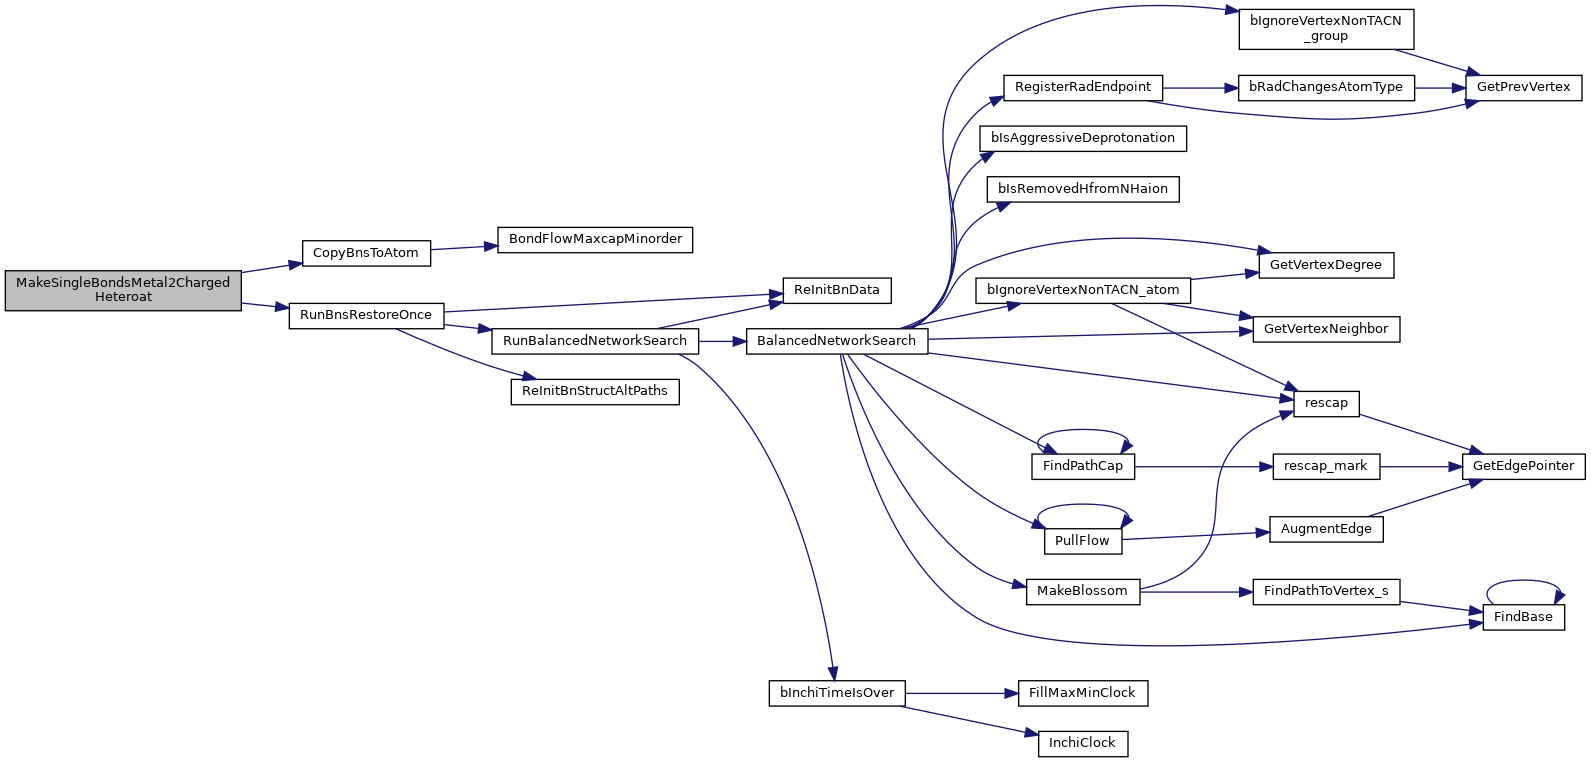 MakeSingleBondsMetal2Charged
Heteroat
CopyBnsToAtom
BondFlowMaxcapMinorder
RunBnsRestoreOnce
ReInitBnData
RunBalancedNetworkSearch
ReInitBnStructAltPaths
BalancedNetworkSearch
bIgnoreVertexNonTACN
_group
RegisterRadEndpoint
bRadChangesAtomType
GetPrevVertex
bIsAggressiveDeprotonation
bIsRemovedHfromNHaion
GetVertexDegree
bIgnoreVertexNonTACN_atom
GetVertexNeighbor
rescap
FindPathCap
rescap_mark
GetEdgePointer
PullFlow
AugmentEdge
MakeBlossom
FindPathToVertex_s
FindBase
bInchiTimeIsOver
FillMaxMinClock
InchiClock